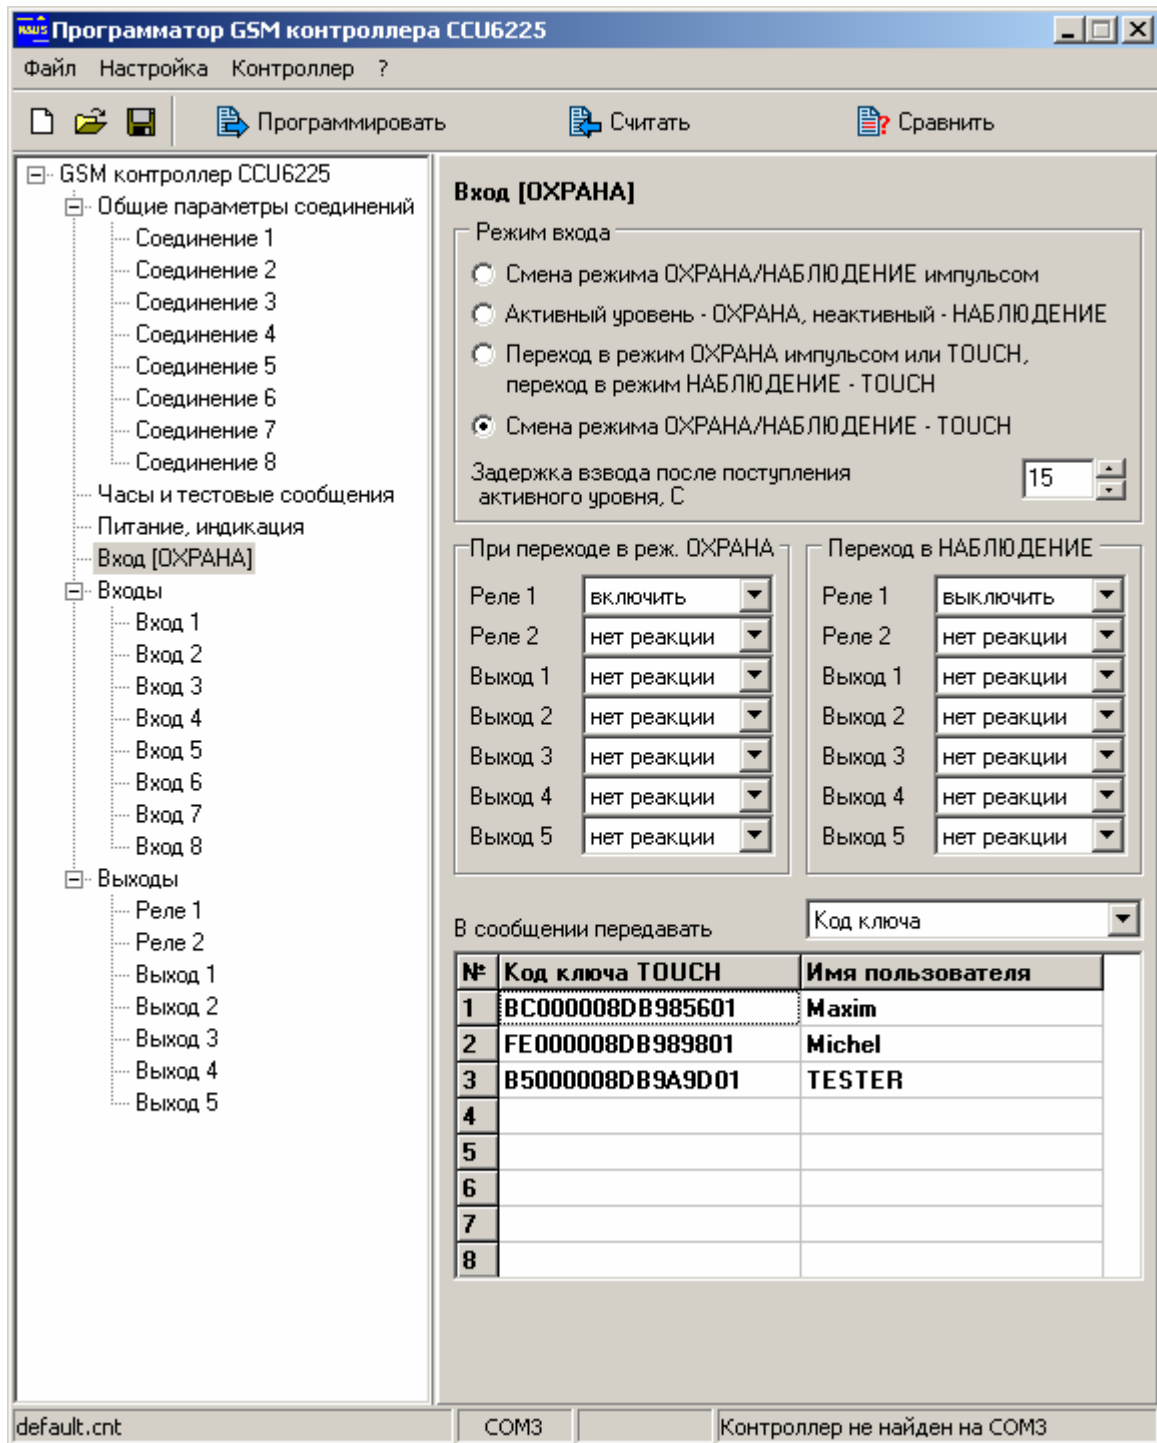 Программатор GSM контроллера CCU6225
Файл Настройка Контроллер ?
Программировать Считать Сравнить
GSM контроллер CCU6225
Общие параметры соединений
Соединение 1
Соединение 2
Соединение 3
Соединение 4
Соединение 5
Соединение 6
Соединение 7
Соединение 8
Часы и тестовые сообщения
Питание, индикация
Вход [ОХРАНА]
Входы
Вход 1
Вход 2
Вход 3
Вход 4
Вход 5
Вход 6
Вход 7
Вход 8
Выходы
Реле 1
Реле 2
Выход 1
Выход 2
Выход 3
Выход 4
Выход 5
Вход [ОХРАНА]
Режим входа
Смена режима ОХРАНА/НАБЛЮДЕНИЕ импульсом
Активный уровень - ОХРАНА, неактивный - НАБЛЮДЕНИЕ
Переход в режим ОХРАНА импульсом или TOUCH,
переход в режим НАБЛЮДЕНИЕ - TOUCH
Смена режима ОХРАНА/НАБЛЮДЕНИЕ - TOUCH
Задержка взвода после поступления
активного уровня, С 15
При переходе в реж. ОХРАНА
Реле 1 включить
Реле 2 нет реакции
Выход 1 нет реакции
Выход 2 нет реакции
Выход 3 нет реакции
Выход 4 нет реакции
Выход 5 нет реакции
Переход в НАБЛЮДЕНИЕ
Реле 1 выключить
Реле 2 нет реакции
Выход 1 нет реакции
Выход 2 нет реакции
Выход 3 нет реакции
Выход 4 нет реакции
Выход 5 нет реакции
В сообщении передавать Код ключа
№ Код ключа TOUCH Имя пользователя
1 BC000008DB985601 Maxim
2 FE000008DB989801 Michel
3 B5000008DB9A9D01 TESTER
4
5
6
7
8
default.cnt COM3 Контроллер не найден на COM3